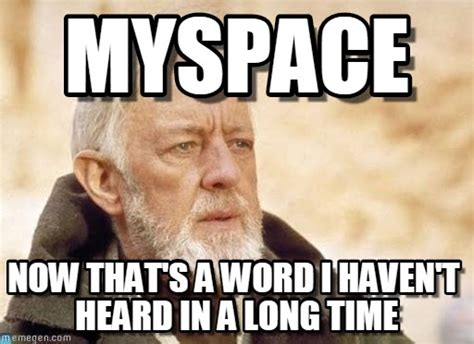 MYSPACE
NOW THAT'S A WORD I HAVEN'T
HEARD IN A LONG TIME
memegen.com